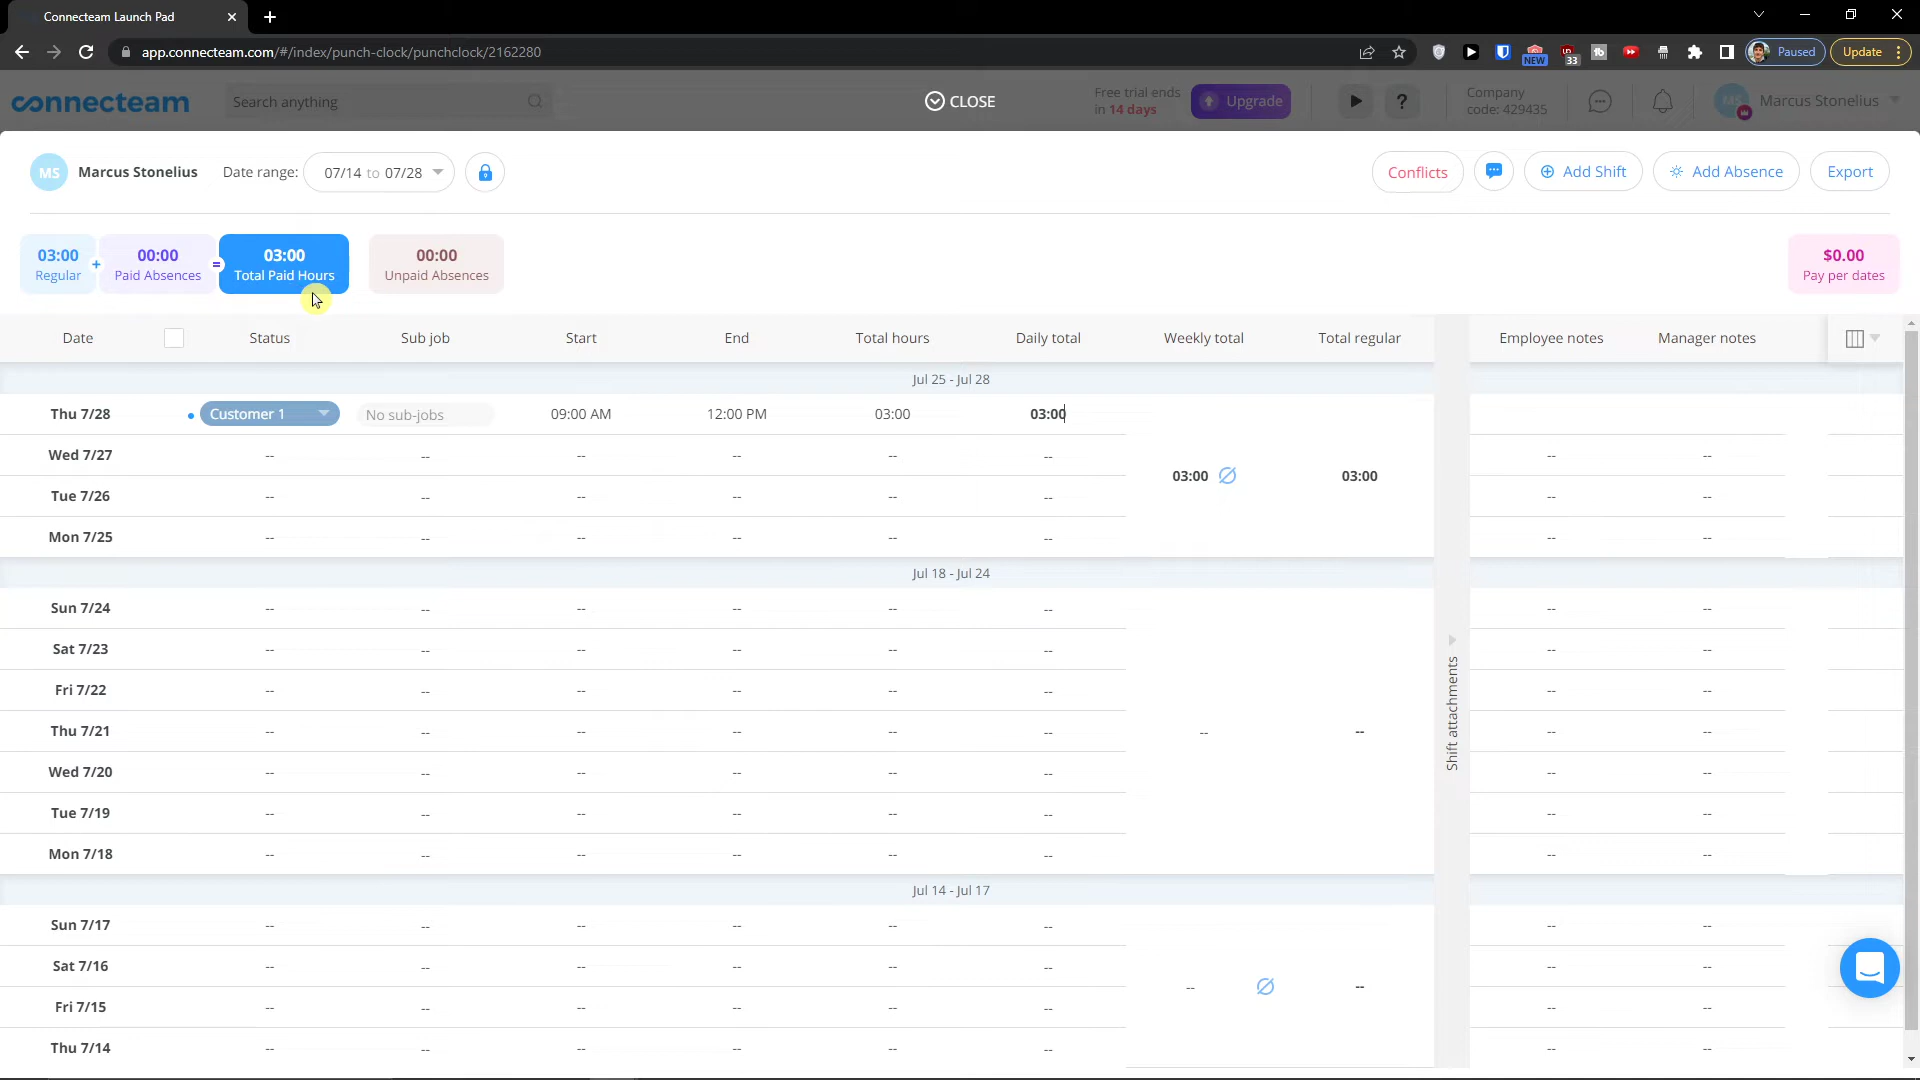 Connecteam Launch Pad
app.connecteam.com/#/index/punch-clock/punchclock/2162280
NEW
33
Paused
Update
connecteam
Search anything
CLOSE
Free trial ends
in 14 days
Upgrade
?
Company
code: 429435
MS
Marcus Stonelius
MS
Marcus Stonelius
Date range:
07/14 to 07/28
Conflicts
Add Shift
Add Absence
Export
03:00
Regular
+
00:00
Paid Absences
=
03:00
Total Paid Hours
00:00
Unpaid Absences
$0.00
Pay per dates
Date Status Sub job Start End Total hours Daily total Weekly total Total regular Employee notes Manager notes
Jul 25 - Jul 28
Thu 7/28 Customer 1 No sub-jobs 09:00 AM 12:00 PM 03:00 03:00
Wed 7/27 -- -- -- -- -- -- -- --
03:00 03:00
Tue 7/26 -- -- -- -- -- -- -- --
Mon 7/25 -- -- -- -- -- -- -- --
Jul 18 - Jul 24
Sun 7/24 -- -- -- -- -- -- -- --
Sat 7/23 -- -- -- -- -- -- -- --
Fri 7/22 -- -- -- -- -- -- -- --
Thu 7/21 -- -- -- -- -- -- -- -- -- --
Wed 7/20 -- -- -- -- -- -- -- --
Tue 7/19 -- -- -- -- -- -- -- --
Mon 7/18 -- -- -- -- -- -- -- --
Shift attachments
Jul 14 - Jul 17
Sun 7/17 -- -- -- -- -- -- -- --
Sat 7/16 -- -- -- -- -- -- -- --
-- --
Fri 7/15 -- -- -- -- -- -- -- --
Thu 7/14 -- -- -- -- -- -- -- --